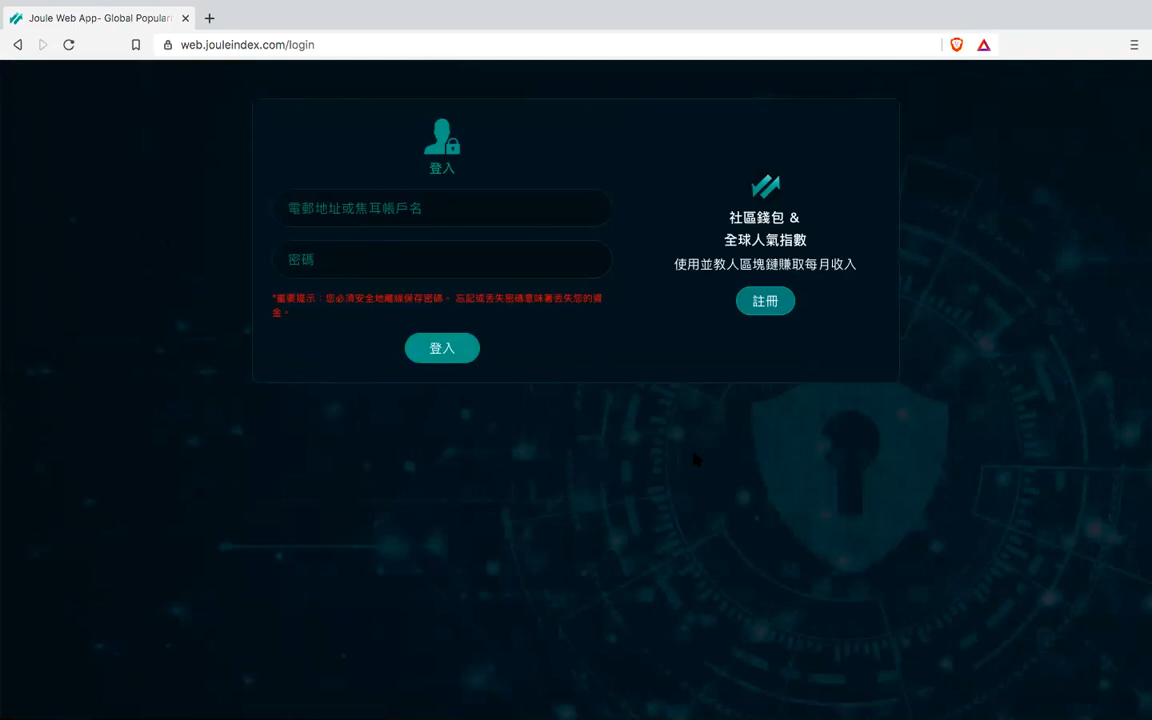 Joule Web App- Global Popular
web.jouleindex.com/login
登入
電郵地址或焦耳帳戶名
密碼
*重要提示：您必須安全地離線保存密碼。 忘記或丟失密碼意味著丟失您的資
金。
登入
社區錢包 &
全球人氣指數
使用並教人區塊鏈賺取每月收入
註冊